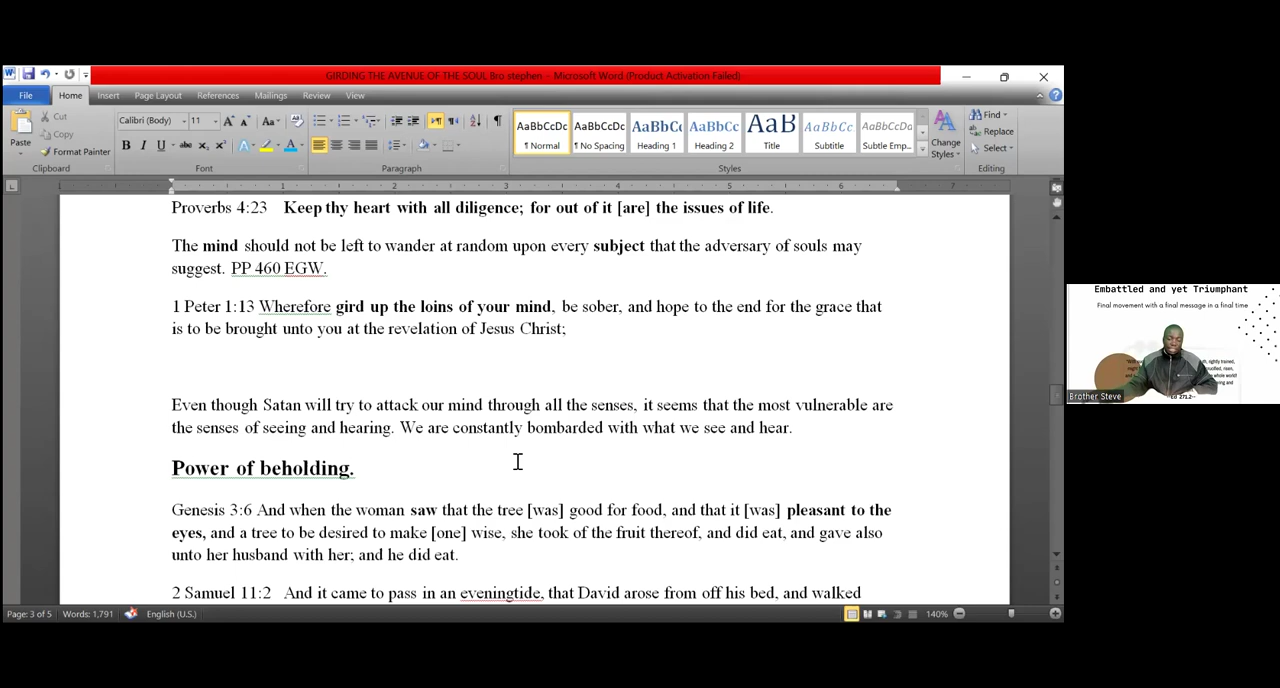 GIRDING THE AVENUE OF THE SOUL Bro stephen - Microsoft Word (Product Activation Failed)
File Home Insert Page Layout References Mailings Review View
Cut
Copy
Paste
Format Painter
Clipboard
Calibri (Body) 11
Font
Paragraph
AaBbCcDc AaBbCcDc AaBbCc AaBbCc AaB AaBbCc. AaBbCcDa
¶ Normal ¶ No Spacing Heading 1 Heading 2 Title Subtitle Subtle Emp...
Change Styles
Styles
Find
Replace
Select
Editing
1 2 3 4 5 6 7
Proverbs 4:23 Keep thy heart with all diligence; for out of it [are] the issues of life.
The mind should not be left to wander at random upon every subject that the adversary of souls may
suggest. PP 460 EGW.
1 Peter 1:13 Wherefore gird up the loins of your mind, be sober, and hope to the end for the grace that
is to be brought unto you at the revelation of Jesus Christ;
Even though Satan will try to attack our mind through all the senses, it seems that the most vulnerable are
the senses of seeing and hearing. We are constantly bombarded with what we see and hear.
Power of beholding.
Genesis 3:6 And when the woman saw that the tree [was] good for food, and that it [was] pleasant to the
eyes, and a tree to be desired to make [one] wise, she took of the fruit thereof, and did eat, and gave also
unto her husband with her; and he did eat.
2 Samuel 11:2 And it came to pass in an eveningtide, that David arose from off his bed, and walked
Page: 3 of 5 Words: 1,791 English (U.S.) 140%
Embattled and yet Triumphant
Final movement with a final message in a final time
Brother Steve
Ed 271.2